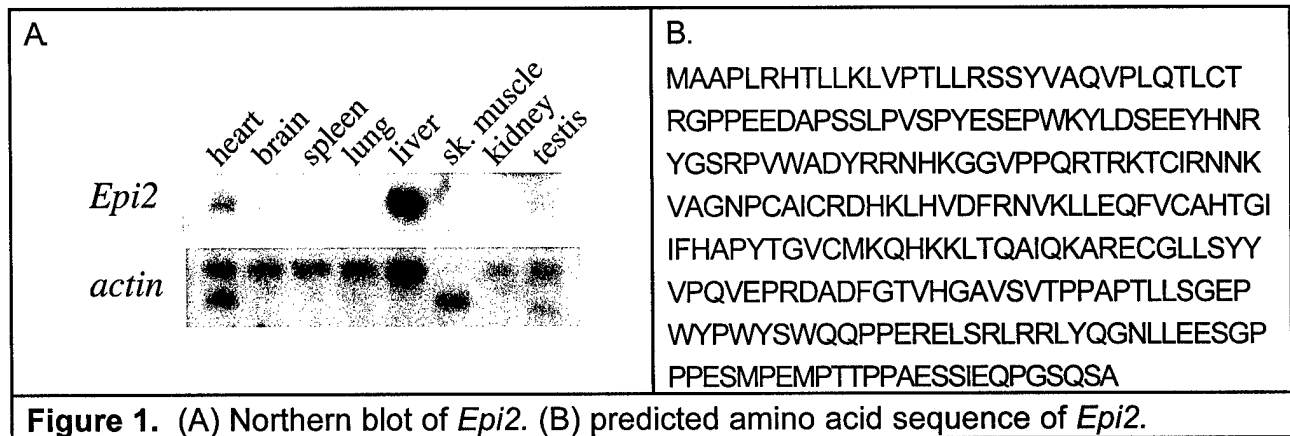 A.
heart brain spleen lung liver sk. muscle kidney testis
Epi2
actin
B.
MAAPLRHTLLKLVPTLLRSSYVAQVPLQTLCT
RGPPEEDAPSSLPVSPYESEPWKYLDSEEYHNR
YGSRPVWADYRRNHKGGVPPQRTRKTCIRNNK
VAGNPCAICRDHKLHVDFRNVKLLEQFVCAHTGI
IFHAPYTGVCMKQHKKLTQAIQKARECGLLSYY
VPQVEPRDADFGTVHGAVSVTPPAPTLLSGEP
WYPWYSWQQPPERELSRLRRLYQGNLLEESGP
PPESMPEMPTTPPAESSIEQPGSQSA
Figure 1. (A) Northern blot of Epi2. (B) predicted amino acid sequence of Epi2.